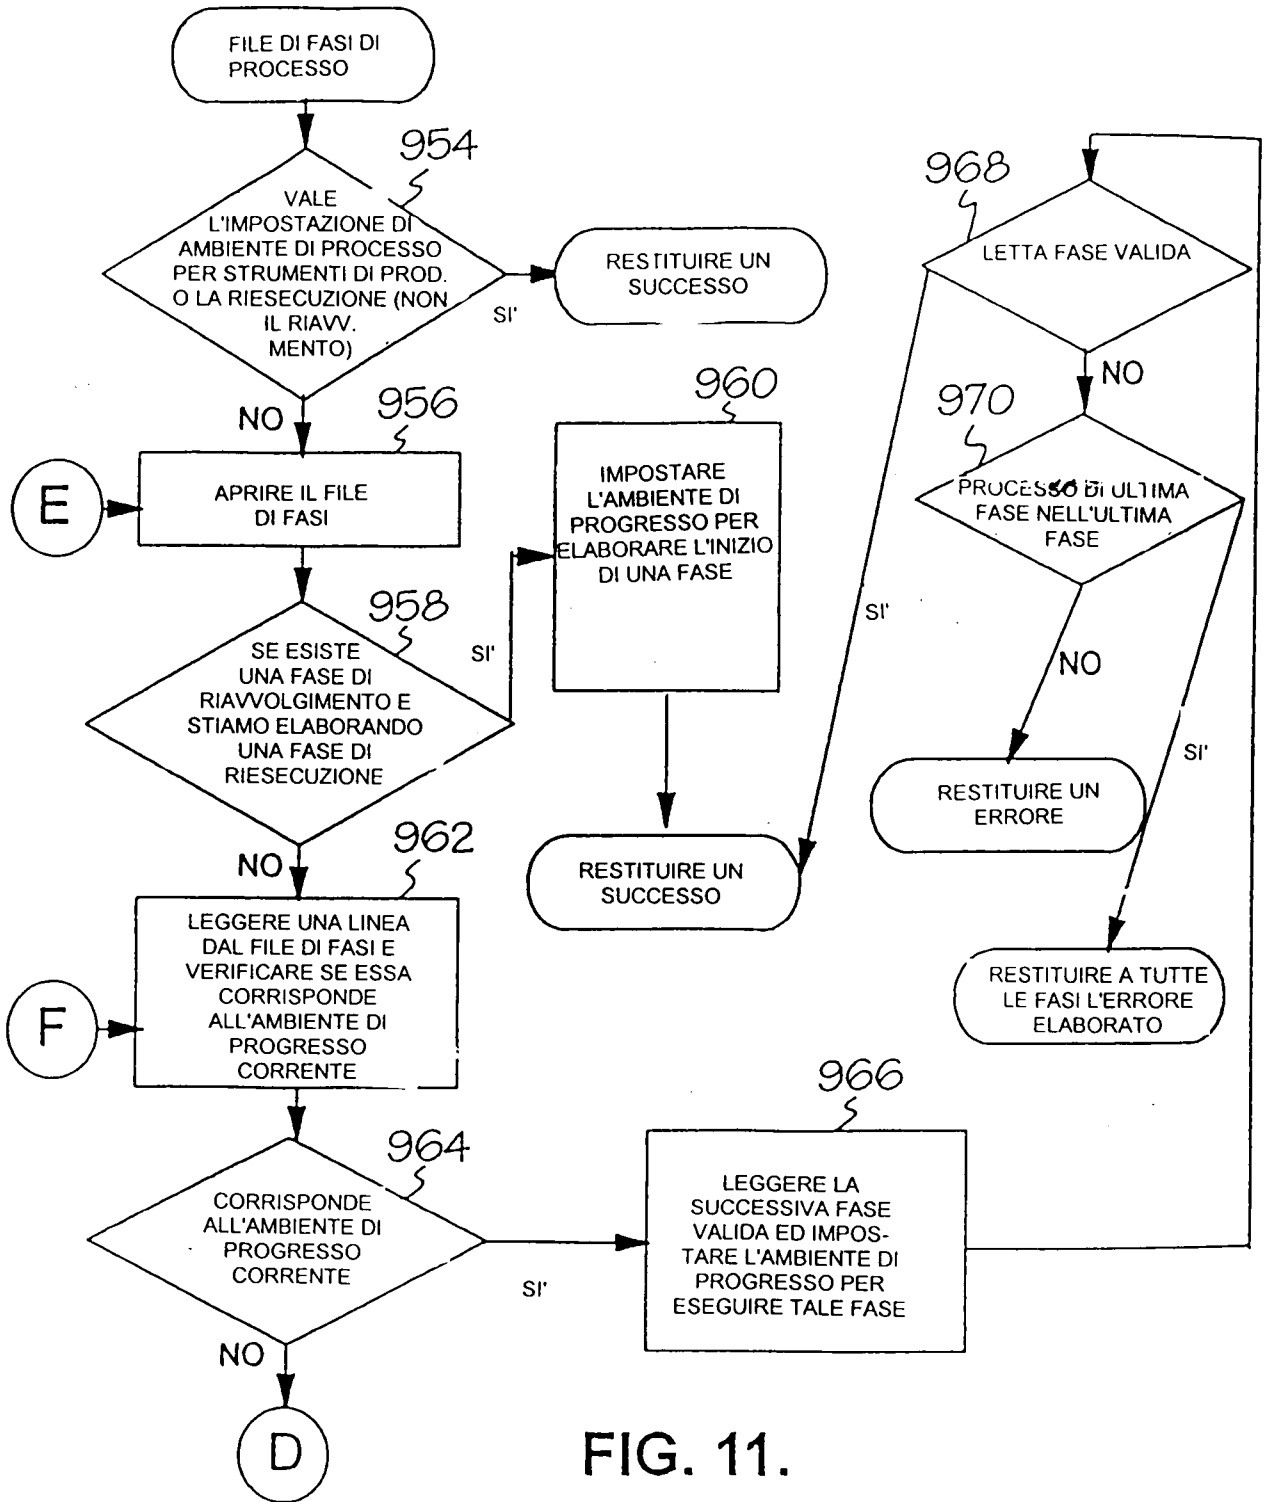 FILE DI FASI DI
PROCESSO
954
VALE
L'IMPOSTAZIONE DI
AMBIENTE DI PROCESSO
PER STRUMENTI DI PROD.
O LA RIESECUZIONE (NON
IL RIAVV.
MENTO)
SI'
RESTITUIRE UN
SUCCESSO
NO
956
E
APRIRE IL FILE
DI FASI
958
SE ESISTE
UNA FASE DI
RIAVVOLGIMENTO E
STIAMO ELABORANDO
UNA FASE DI
RIESECUZIONE
SI'
960
IMPOSTARE
L'AMBIENTE DI
PROGRESSO PER
ELABORARE L'INIZIO
DI UNA FASE
RESTITUIRE UN
SUCCESSO
NO
962
LEGGERE UNA LINEA
DAL FILE DI FASI E
VERIFICARE SE ESSA
CORRISPONDE
ALL'AMBIENTE DI
PROGRESSO
CORRENTE
F
964
CORRISPONDE
ALL'AMBIENTE DI
PROGRESSO
CORRENTE
SI'
NO
D
966
LEGGERE LA
SUCCESSIVA FASE
VALIDA ED IMPOS-
TARE L'AMBIENTE DI
PROGRESSO PER
ESEGUIRE TALE FASE
968
LETTA FASE VALIDA
SI'
NO
970
PROCESSO DI ULTIMA
FASE NELL'ULTIMA
FASE
NO
SI'
RESTITUIRE UN
ERRORE
RESTITUIRE A TUTTE
LE FASI L'ERRORE
ELABORATO
FIG. 11.